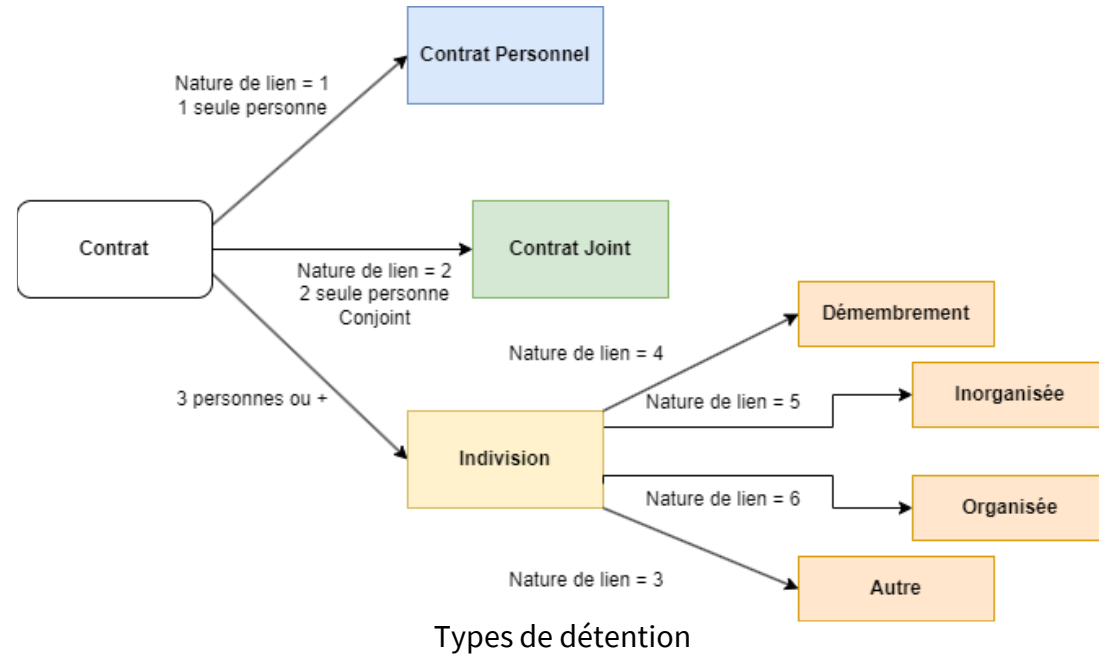 Contrat Personnel
Nature de lien = 1
1 seule personne
Contrat
Contrat Joint
Nature de lien = 2
2 seule personne
Conjoint
Démembrement
Nature de lien = 4
Inorganisée
Nature de lien = 5
3 personnes ou +
Indivision
Nature de lien = 6
Organisée
Nature de lien = 3
Autre
Types de détention